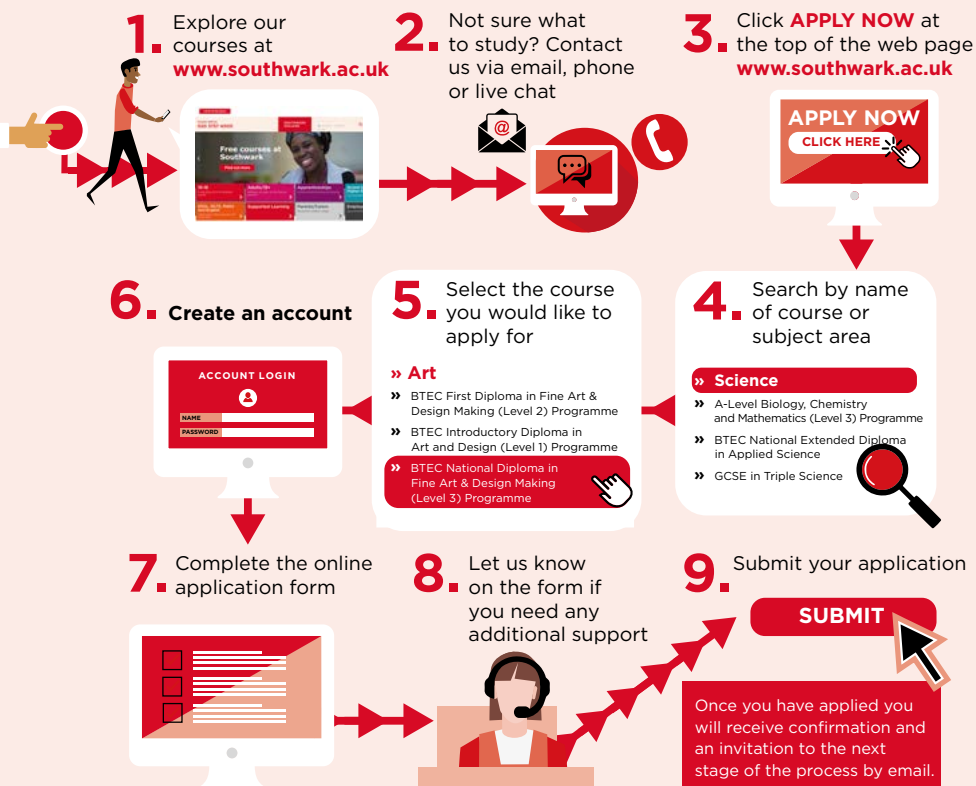 1. Explore our
courses at
www.southwark.ac.uk
Free courses at
Southwark
Find out more
Apprenticeships
Supported Learning
2. Not sure what
to study? Contact
us via email, phone
or live chat
@
3. Click APPLY NOW at
the top of the web page
www.southwark.ac.uk
APPLY NOW
CLICK HERE
4. Search by name
of course or
subject area
» Science
» A-Level Biology, Chemistry
and Mathematics (Level 3) Programme
» BTEC National Extended Diploma
in Applied Science
» GCSE in Triple Science
5. Select the course
you would like to
apply for
» Art
» BTEC First Diploma in Fine Art &
Design Making (Level 2) Programme
» BTEC Introductory Diploma in
Art and Design (Level 1) Programme
» BTEC National Diploma in
Fine Art & Design Making
(Level 3) Programme
6. Create an account
ACCOUNT LOGIN
NAME
PASSWORD
7. Complete the online
application form
8. Let us know
on the form if
you need any
additional support
9. Submit your application
SUBMIT
Once you have applied you
will receive confirmation and
an invitation to the next
stage of the process by email.